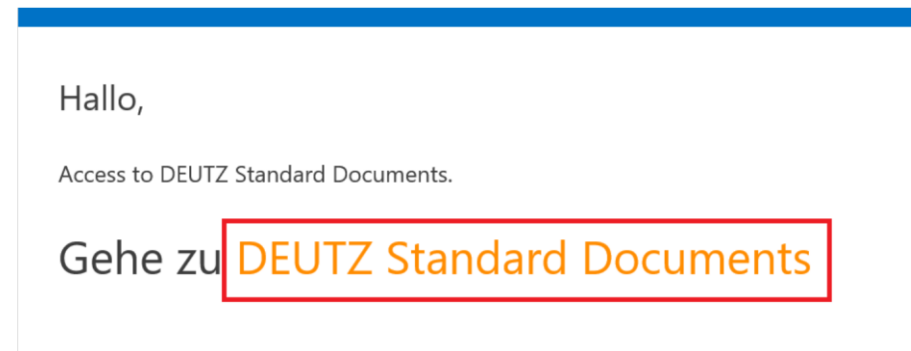 Hallo,
Access to DEUTZ Standard Documents.
Gehe zu DEUTZ Standard Documents